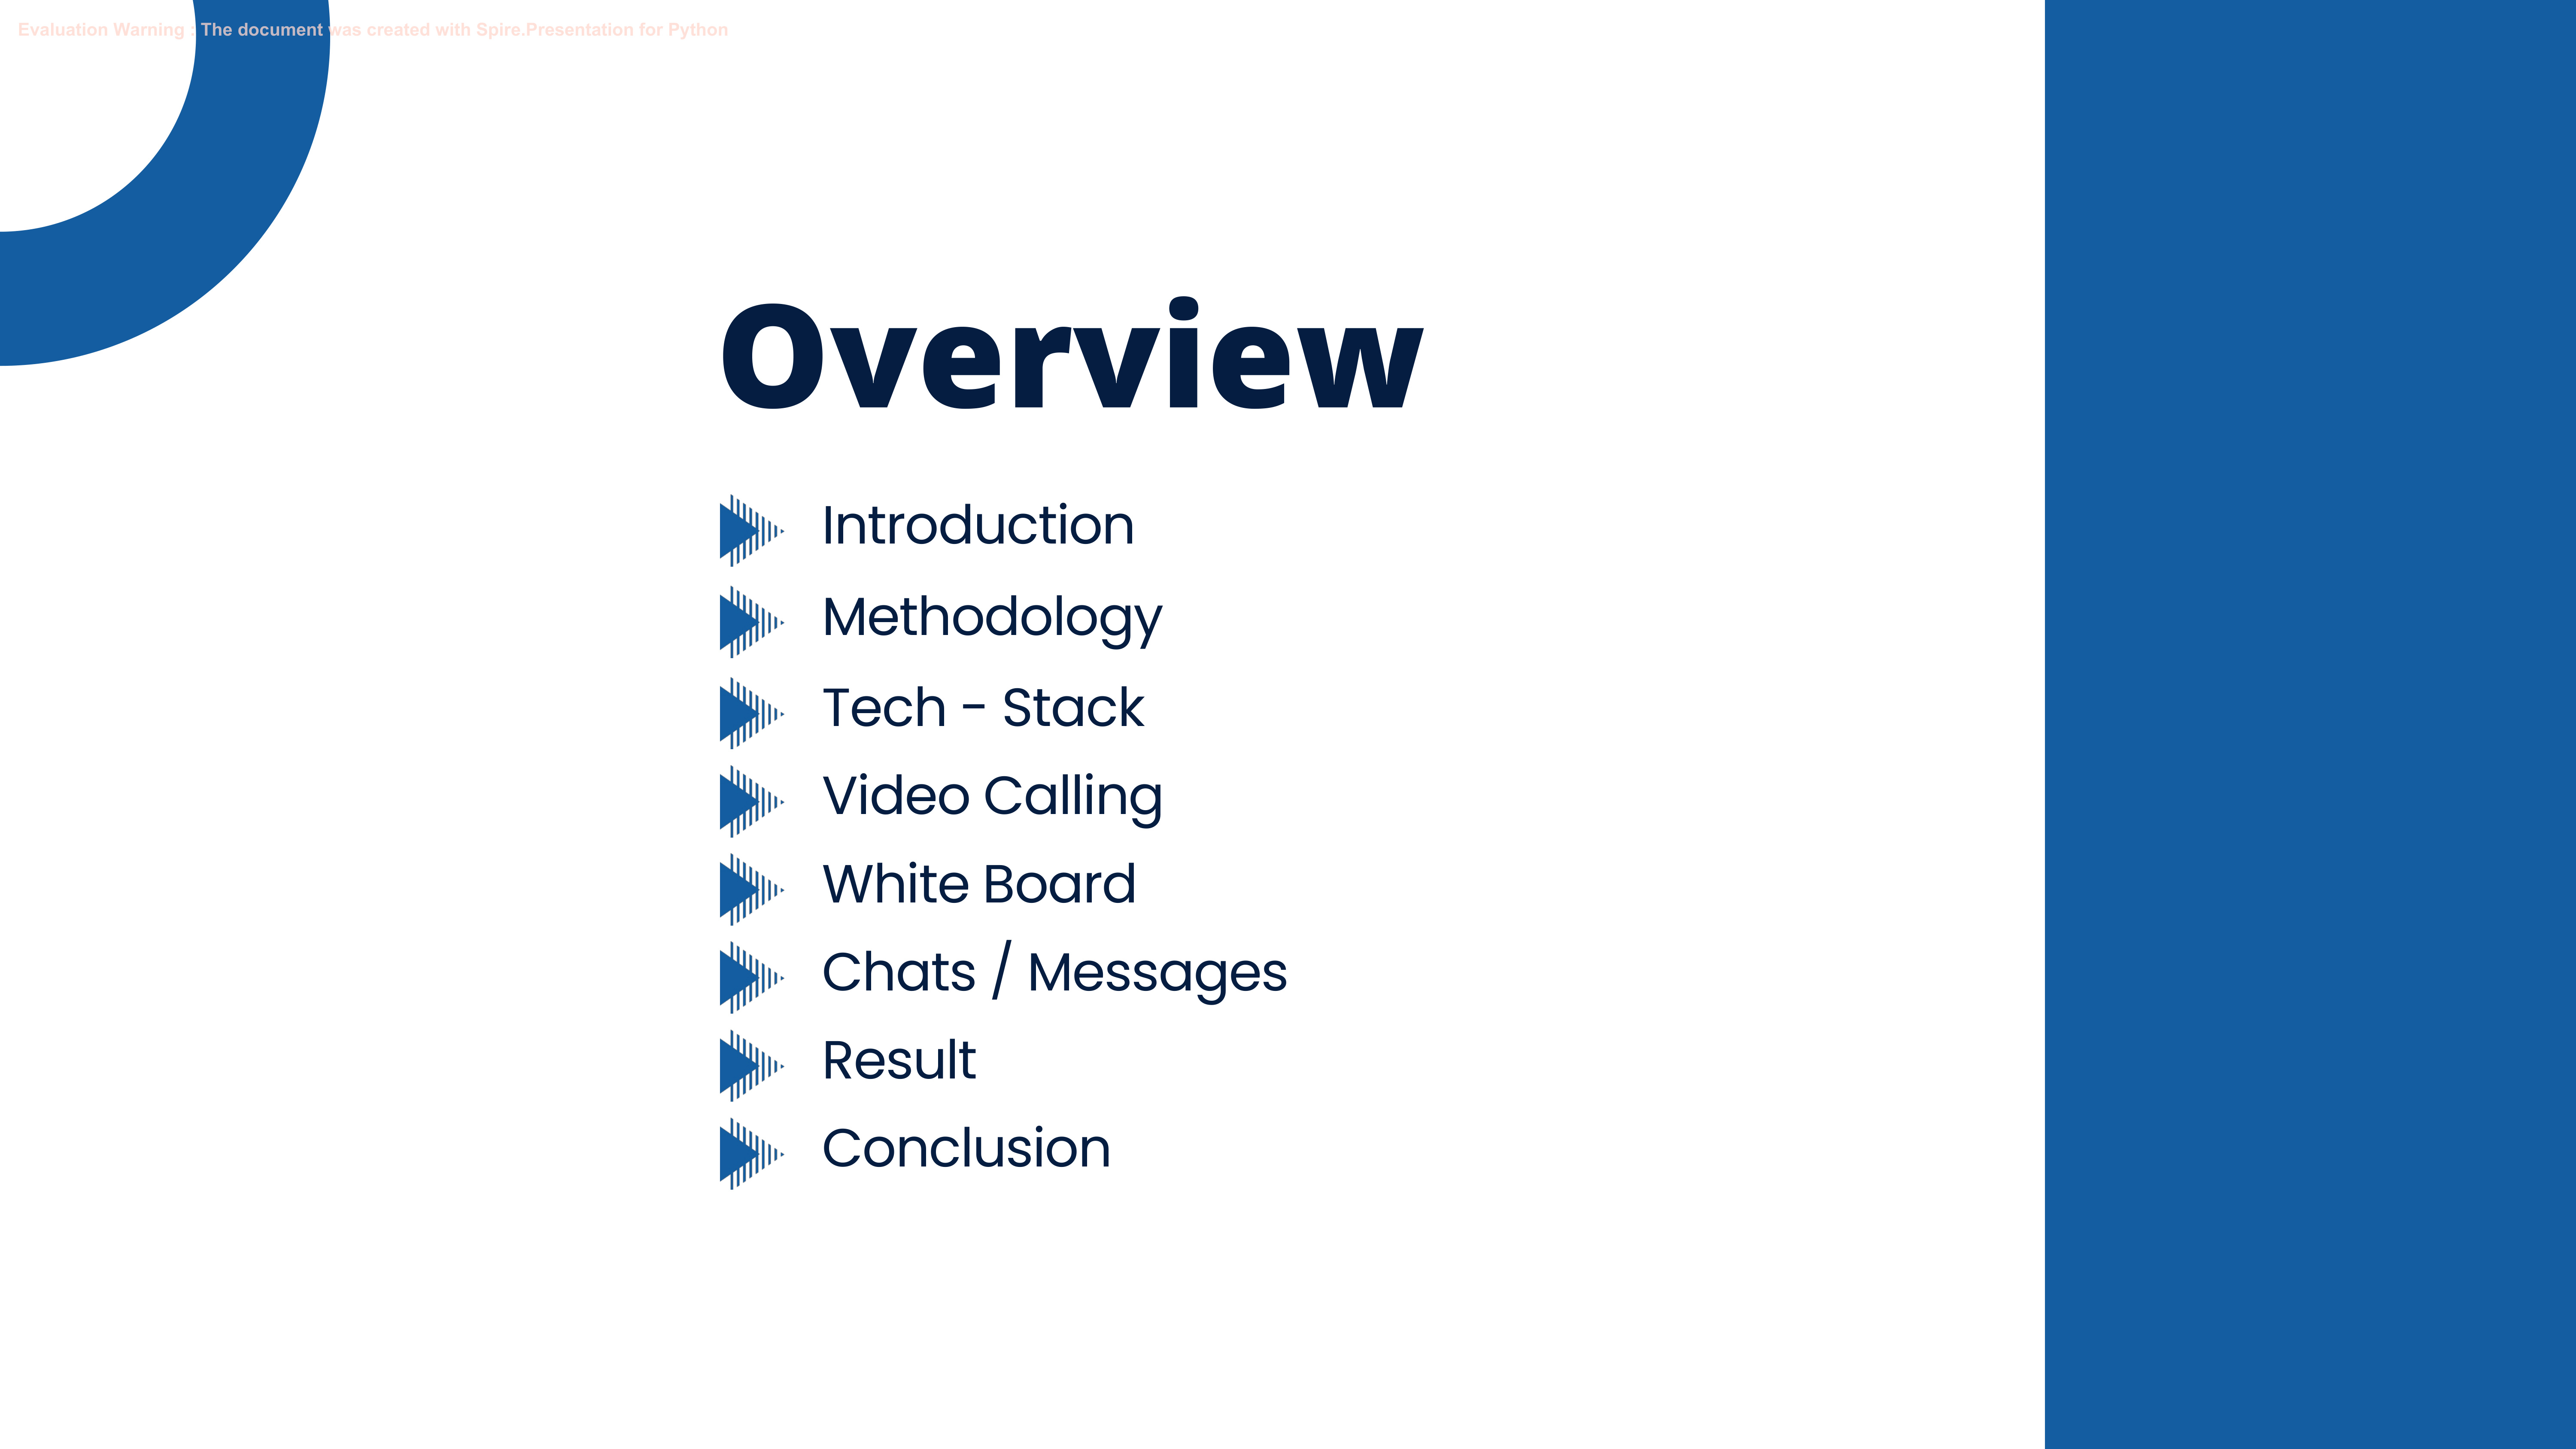 Evaluation Warning : The document was created with Spire.Presentation for Python
Overview
Introduction
Methodology
Tech - Stack
Video Calling
White Board
Chats / Messages
Result
Conclusion